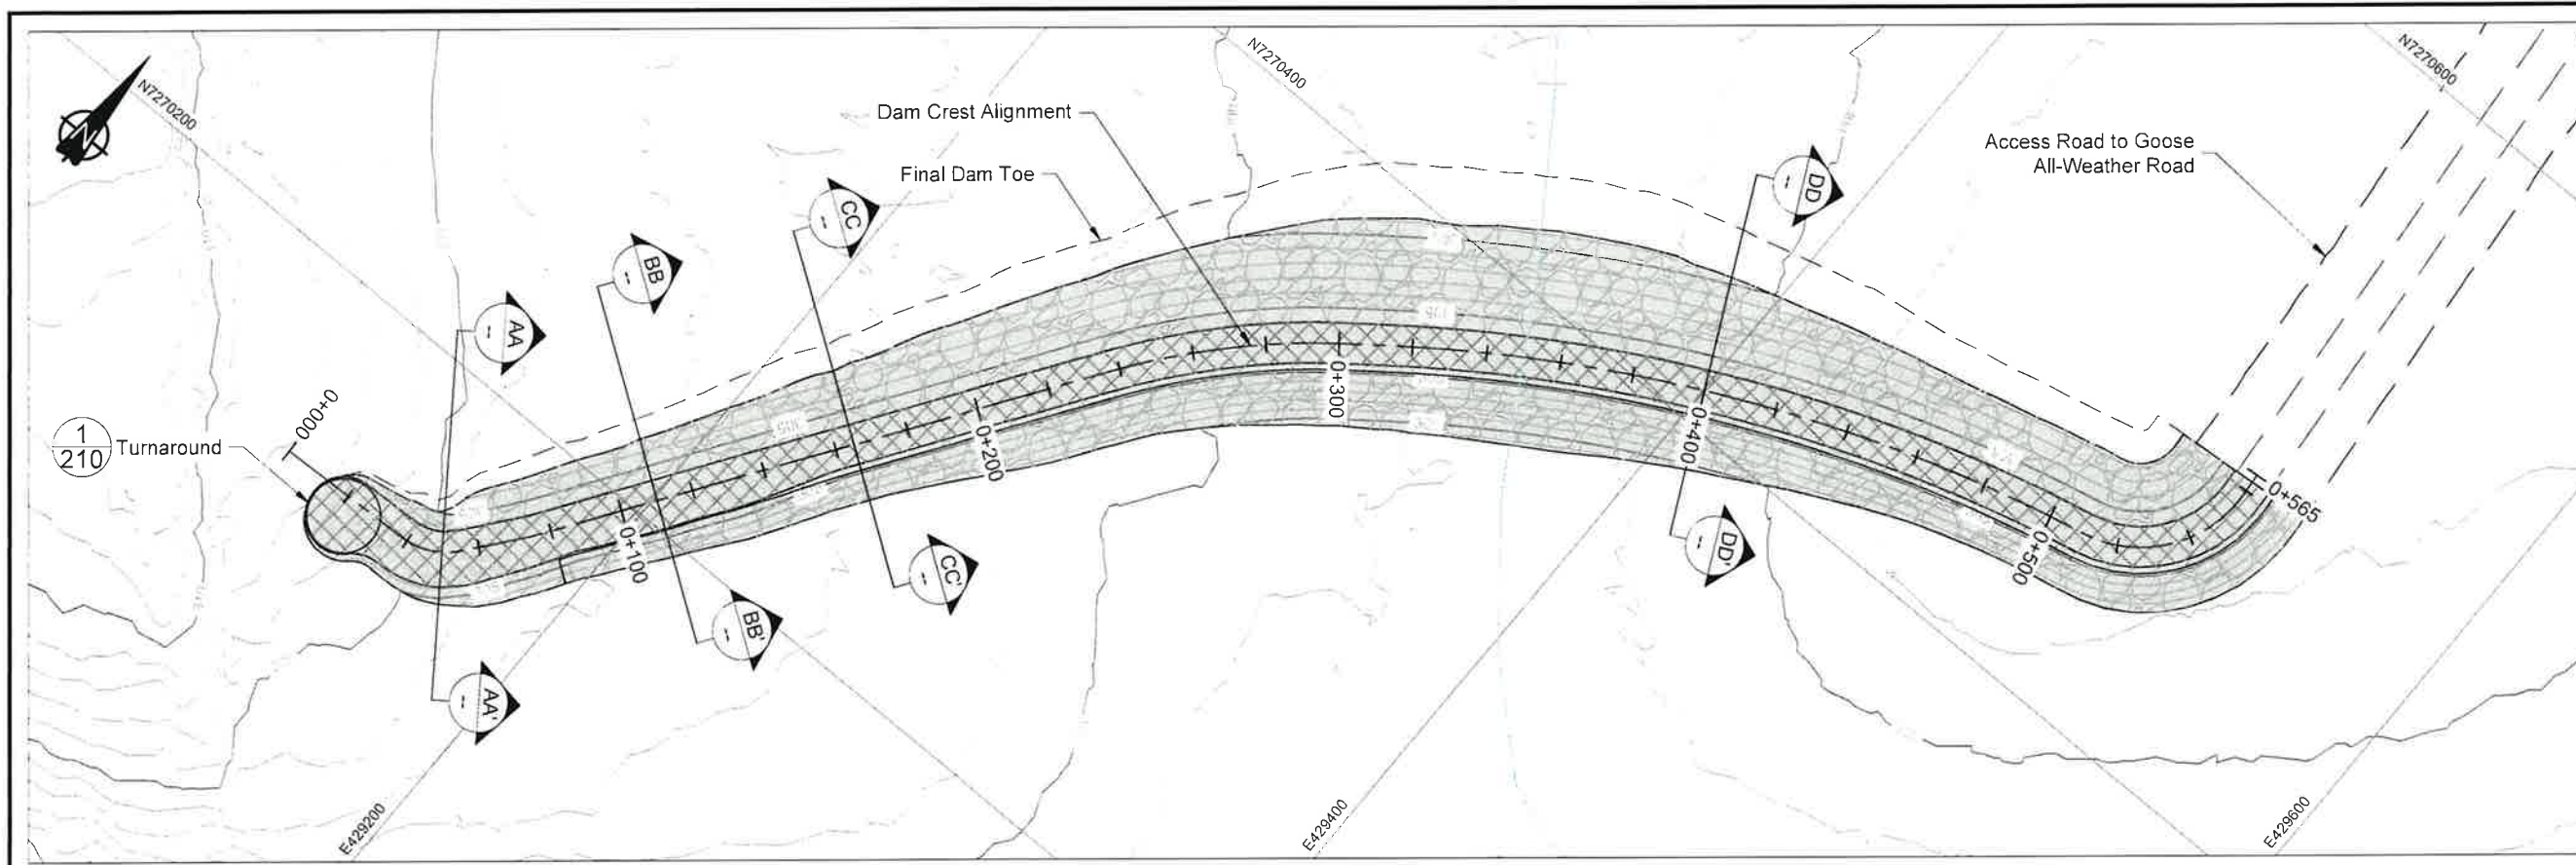 N7270200
N7270400
N7270600
Dam Crest Alignment
Final Dam Toe
Access Road to Goose
All-Weather Road
N
AA
--
BB
--
CC
--
DD
--
1
210
Turnaround
0+000
0+100
0+200
0+300
0+400
0+500
0+565
315
AA'
--
BB'
--
CC'
--
DD'
--
E429200
E429400
E429600